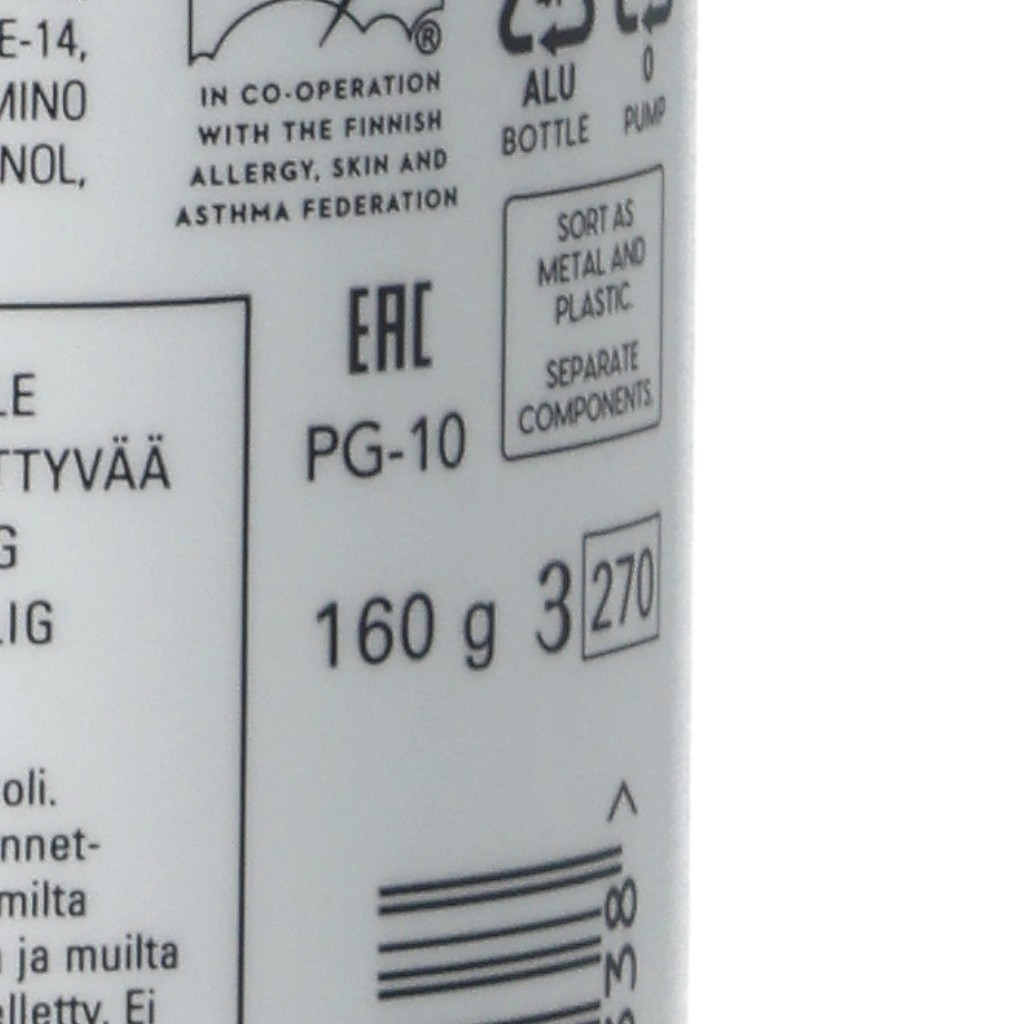 E-14,
MINO
NOL,
®
IN CO-OPERATION
WITH THE FINNISH
ALLERGY, SKIN AND
ASTHMA FEDERATION
ALU
BOTTLE
0
PUMP
SORT AS
METAL AND
PLASTIC.
SEPARATE
COMPONENTS.
EAC
PG-10
160 g
3 270
LE
TTYVÄÄ
G
LIG
oli.
nnet-
milta
ja muilta
elletty. Ei
>
38